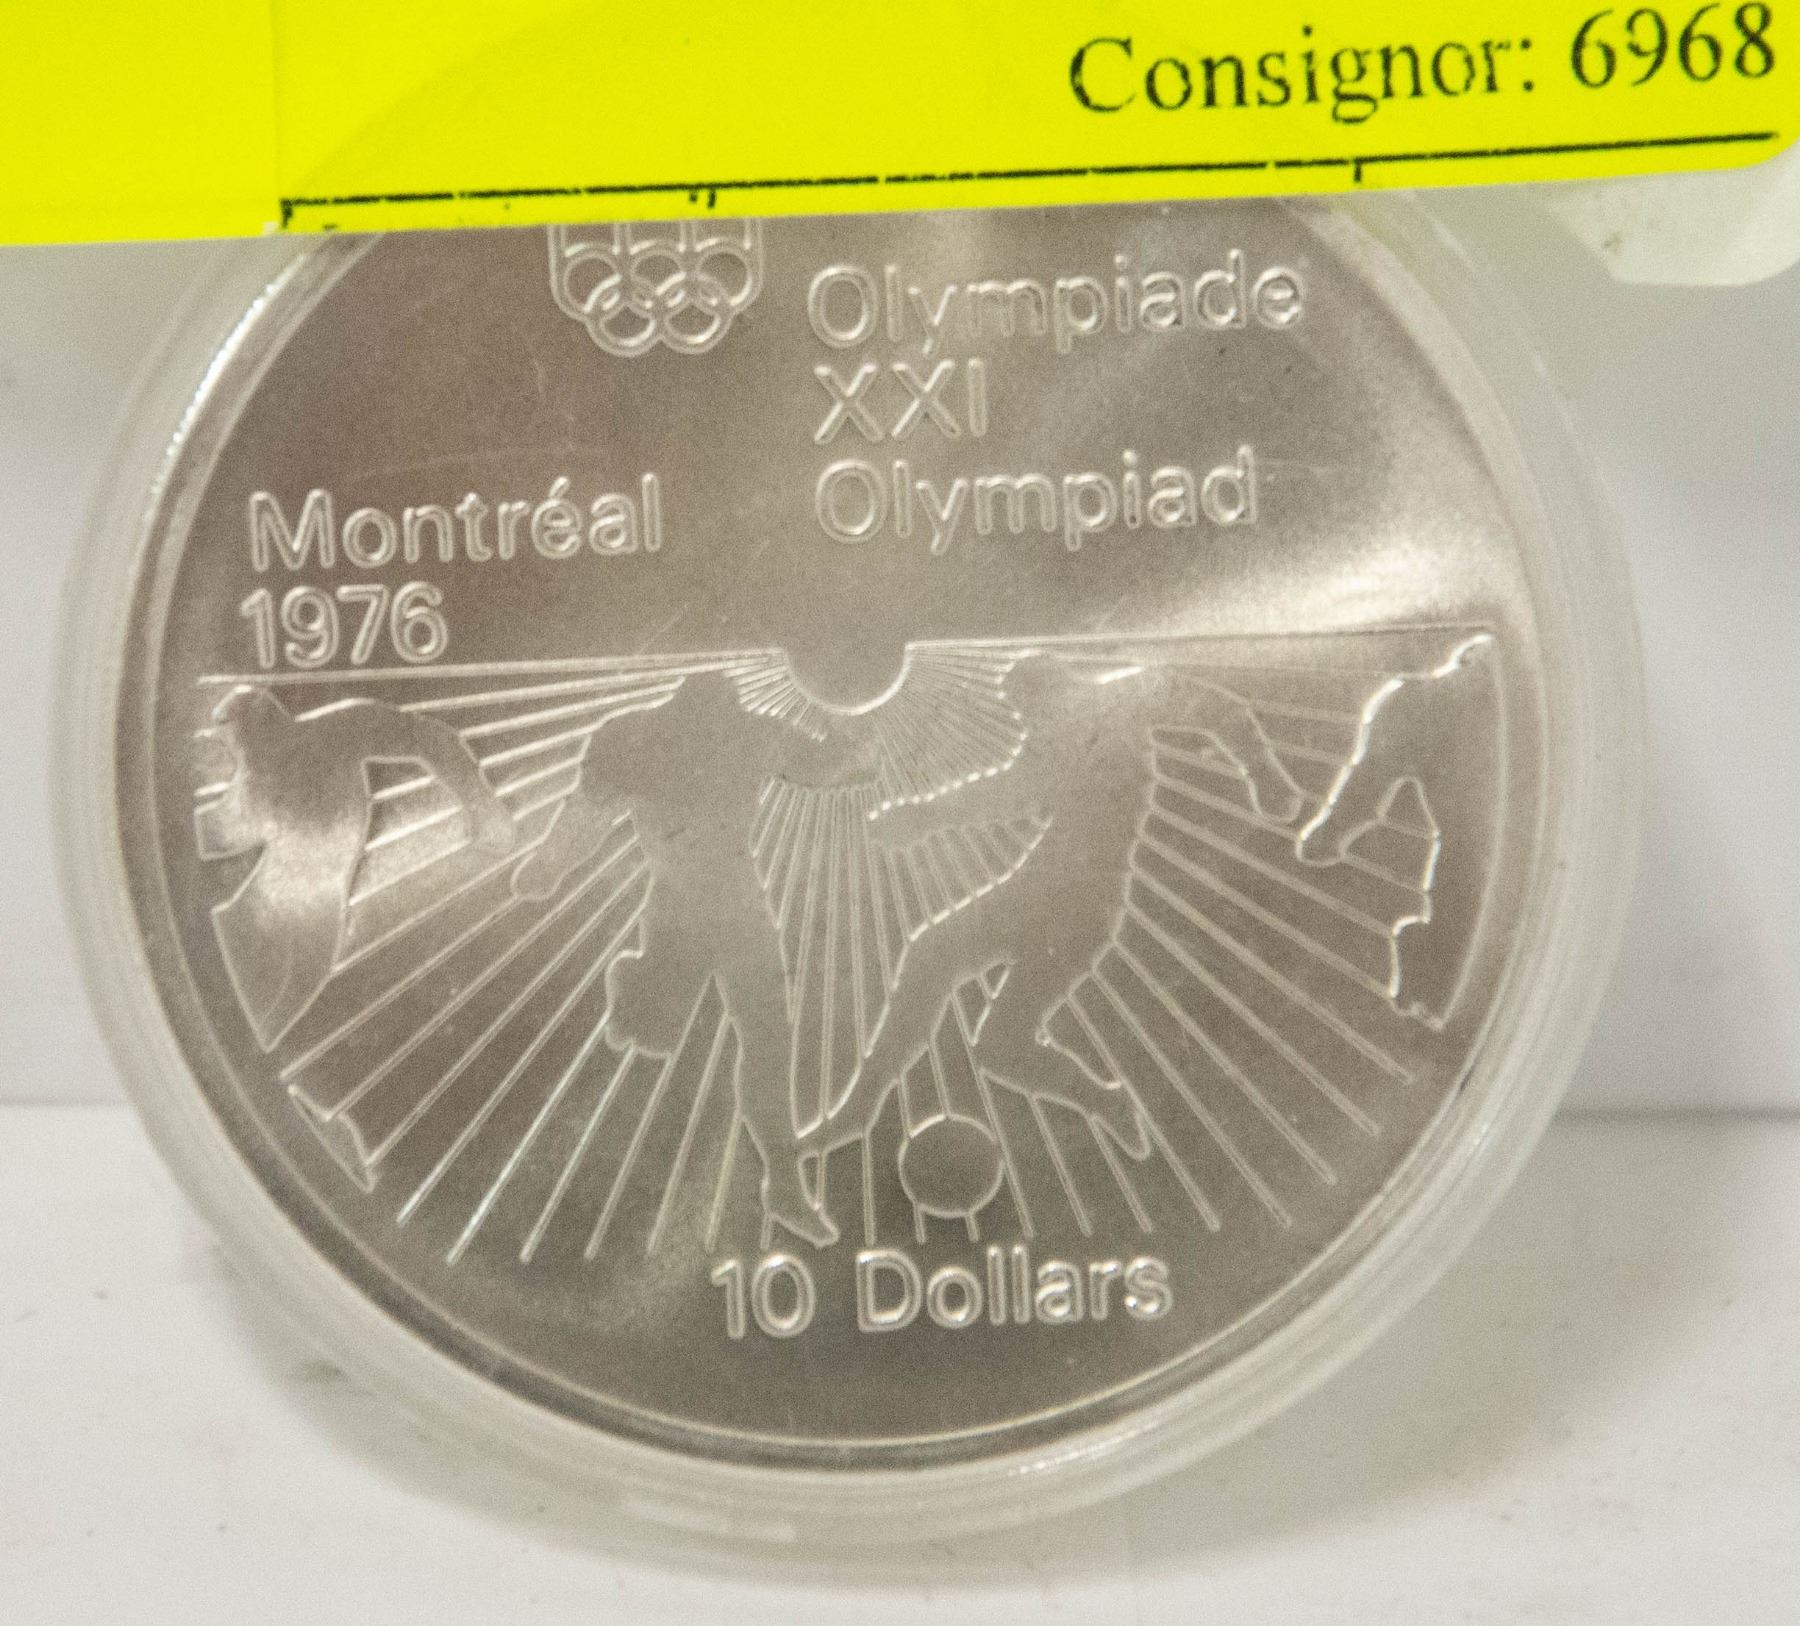 Consignor: 6968
Olympiade
XXI
Olympiad
Montréal
1976
10 Dollars